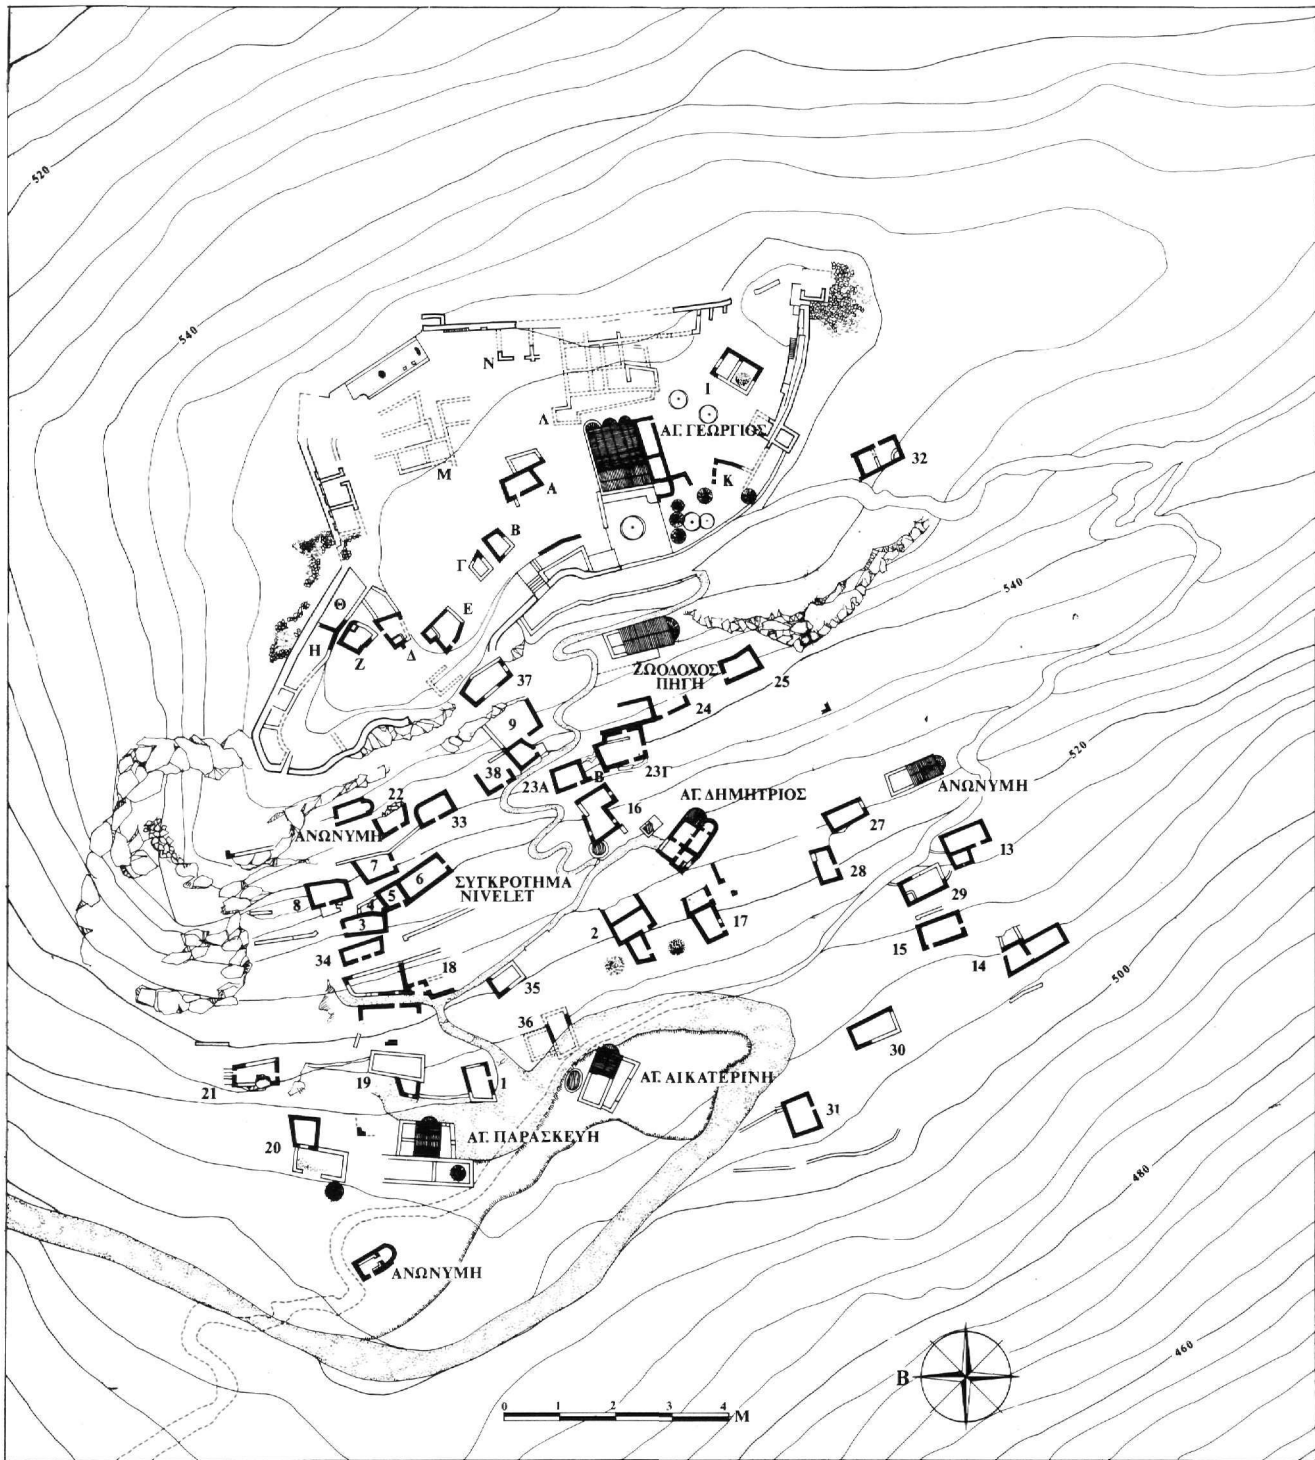 520
540
Ν
Ι
Λ
ΑΓ. ΓΕΩΡΓΙΟΣ
32
Μ
Α
Κ
Β
Γ
Θ
Ε
540
Η
Ζ
Δ
ΖΩΟΔΟΧΟΣ
ΠΗΓΗ
25
37
24
9
520
23Γ
38
23Α
Β
ΑΝΩΝΥΜΗ
22
16
ΑΓ. ΔΗΜΗΤΡΙΟΣ
33
27
ΑΝΩΝΥΜΗ
13
7
28
6
ΣΥΓΚΡΟΤΗΜΑ
NIVELET
5
8
4
29
3
2
17
15
34
14
18
35
500
36
30
19
1
21
ΑΓ. ΑΙΚΑΤΕΡΙΝΗ
31
ΑΓ. ΠΑΡΑΣΚΕΥΗ
20
480
ΑΝΩΝΥΜΗ
460
Β
0 1 2 3 4
Μ